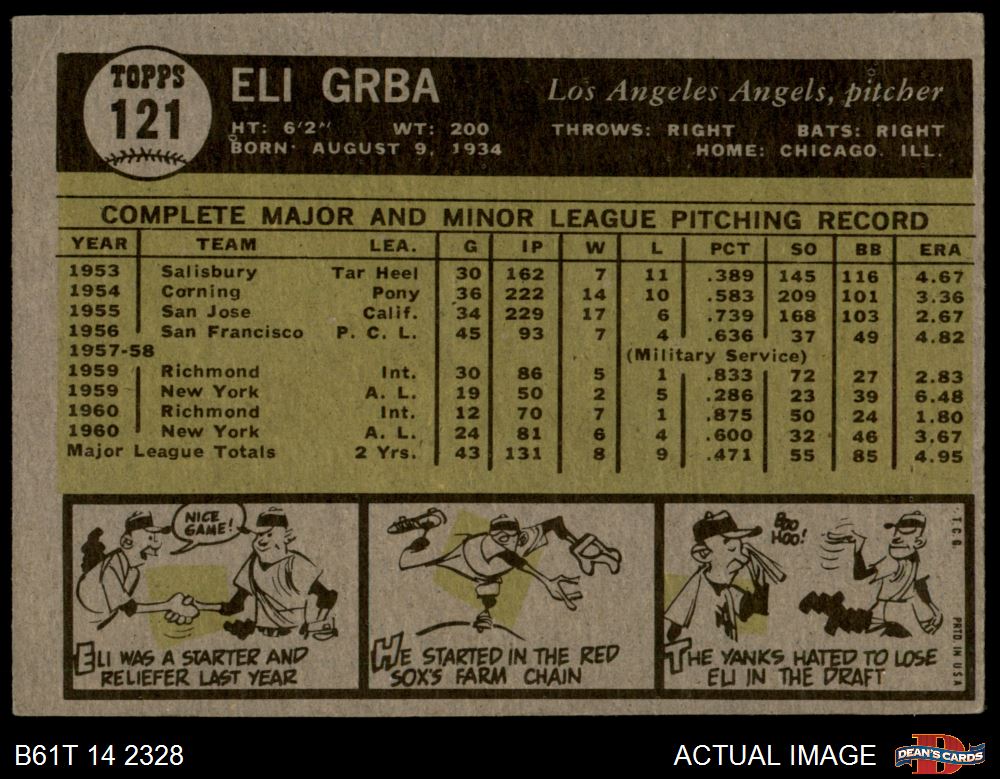 TOPPS
121
ELI GRBA
Los Angeles Angels, pitcher
HT: 6'2" WT: 200 THROWS: RIGHT BATS: RIGHT
BORN: AUGUST 9, 1934 HOME: CHICAGO. ILL.
COMPLETE MAJOR AND MINOR LEAGUE PITCHING RECORD
YEAR TEAM LEA. G IP W L PCT SO BB ERA
1953 Salisbury Tar Heel 30 162 7 11 .389 145 116 4.67
1954 Corning Pony 36 222 14 10 .583 209 101 3.36
1955 San Jose Calif. 34 229 17 6 .739 168 103 2.67
1956 San Francisco P. C. L. 45 93 7 4 .636 37 49 4.82
1957-58 (Military Service)
1959 Richmond Int. 30 86 5 1 .833 72 27 2.83
1959 New York A. L. 19 50 2 5 .286 23 39 6.48
1960 Richmond Int. 12 70 7 1 .875 50 24 1.80
1960 New York A. L. 24 81 6 4 .600 32 46 3.67
Major League Totals 2 Yrs. 43 131 8 9 .471 55 85 4.95
NICE
GAME!
ELI WAS A STARTER AND
RELIEFER LAST YEAR
HE STARTED IN THE RED
SOX'S FARM CHAIN
BOO
HOO!
THE YANKS HATED TO LOSE
ELI IN THE DRAFT
T.C.G. PRTD IN U.S.A
B61T 14 2328
ACTUAL IMAGE
D
DEAN'S CARDS